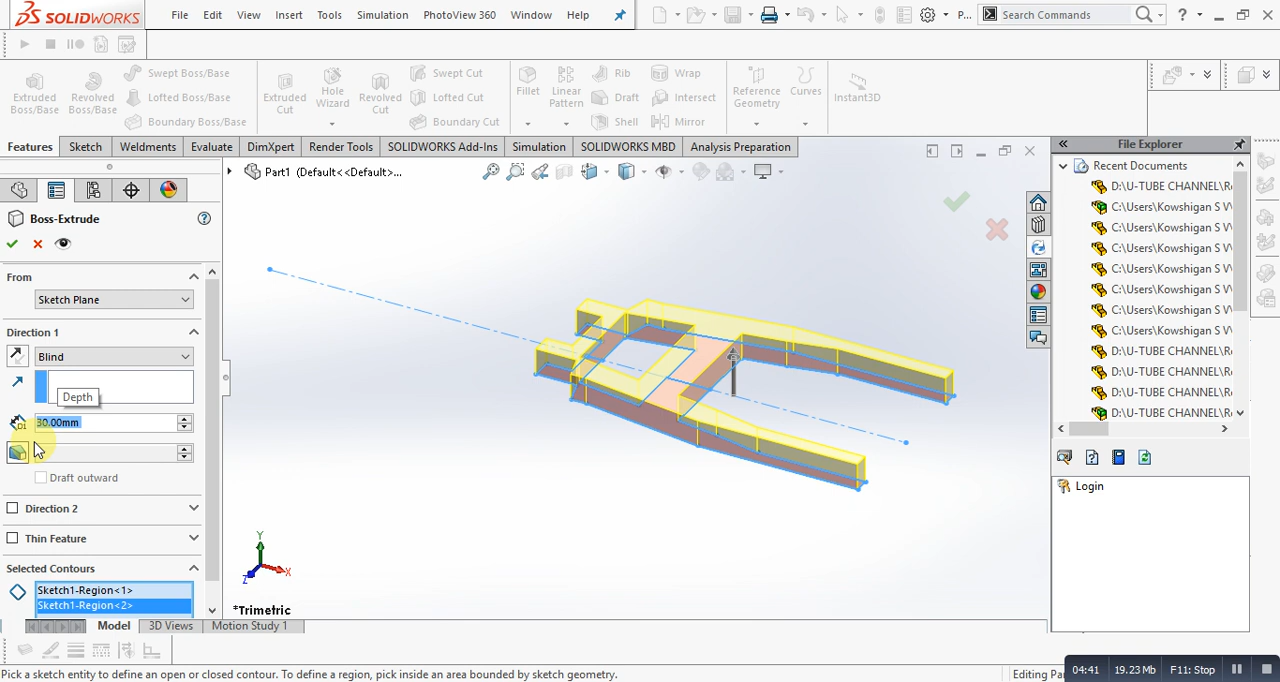 SOLIDWORKS File Edit View Insert Tools Simulation PhotoView 360 Window Help P... Search Commands ?
Extruded Boss/Base
Revolved Boss/Base
Swept Boss/Base
Lofted Boss/Base
Boundary Boss/Base
Extruded Cut
Hole Wizard
Revolved Cut
Swept Cut
Lofted Cut
Boundary Cut
Fillet
Linear Pattern
Rib
Draft
Shell
Wrap
Intersect
Mirror
Reference Geometry
Curves
Instant3D
Features Sketch Weldments Evaluate DimXpert Render Tools SOLIDWORKS Add-Ins Simulation SOLIDWORKS MBD Analysis Preparation
Part1 (Default<<Default>...
Boss-Extrude
From
Sketch Plane
Direction 1
Blind
Depth
D1
30.00mm
Draft outward
Direction 2
Thin Feature
Selected Contours
Sketch1-Region<1>
Sketch1-Region<2>
Y
X
Z
*Trimetric
Model 3D Views Motion Study 1
File Explorer
Recent Documents
D:\U-TUBE CHANNEL\R
C:\Users\Kowshigan S V
C:\Users\Kowshigan S V
C:\Users\Kowshigan S V
C:\Users\Kowshigan S V
C:\Users\Kowshigan S V
C:\Users\Kowshigan S V
C:\Users\Kowshigan S V
D:\U-TUBE CHANNEL\R
D:\U-TUBE CHANNEL\R
D:\U-TUBE CHANNEL\R
D:\U-TUBE CHANNEL\R
Login
Pick a sketch entity to define an open or closed contour. To define a region, pick inside an area bounded by sketch geometry.
Editing Pa
04:41 19.23 Mb F11: Stop